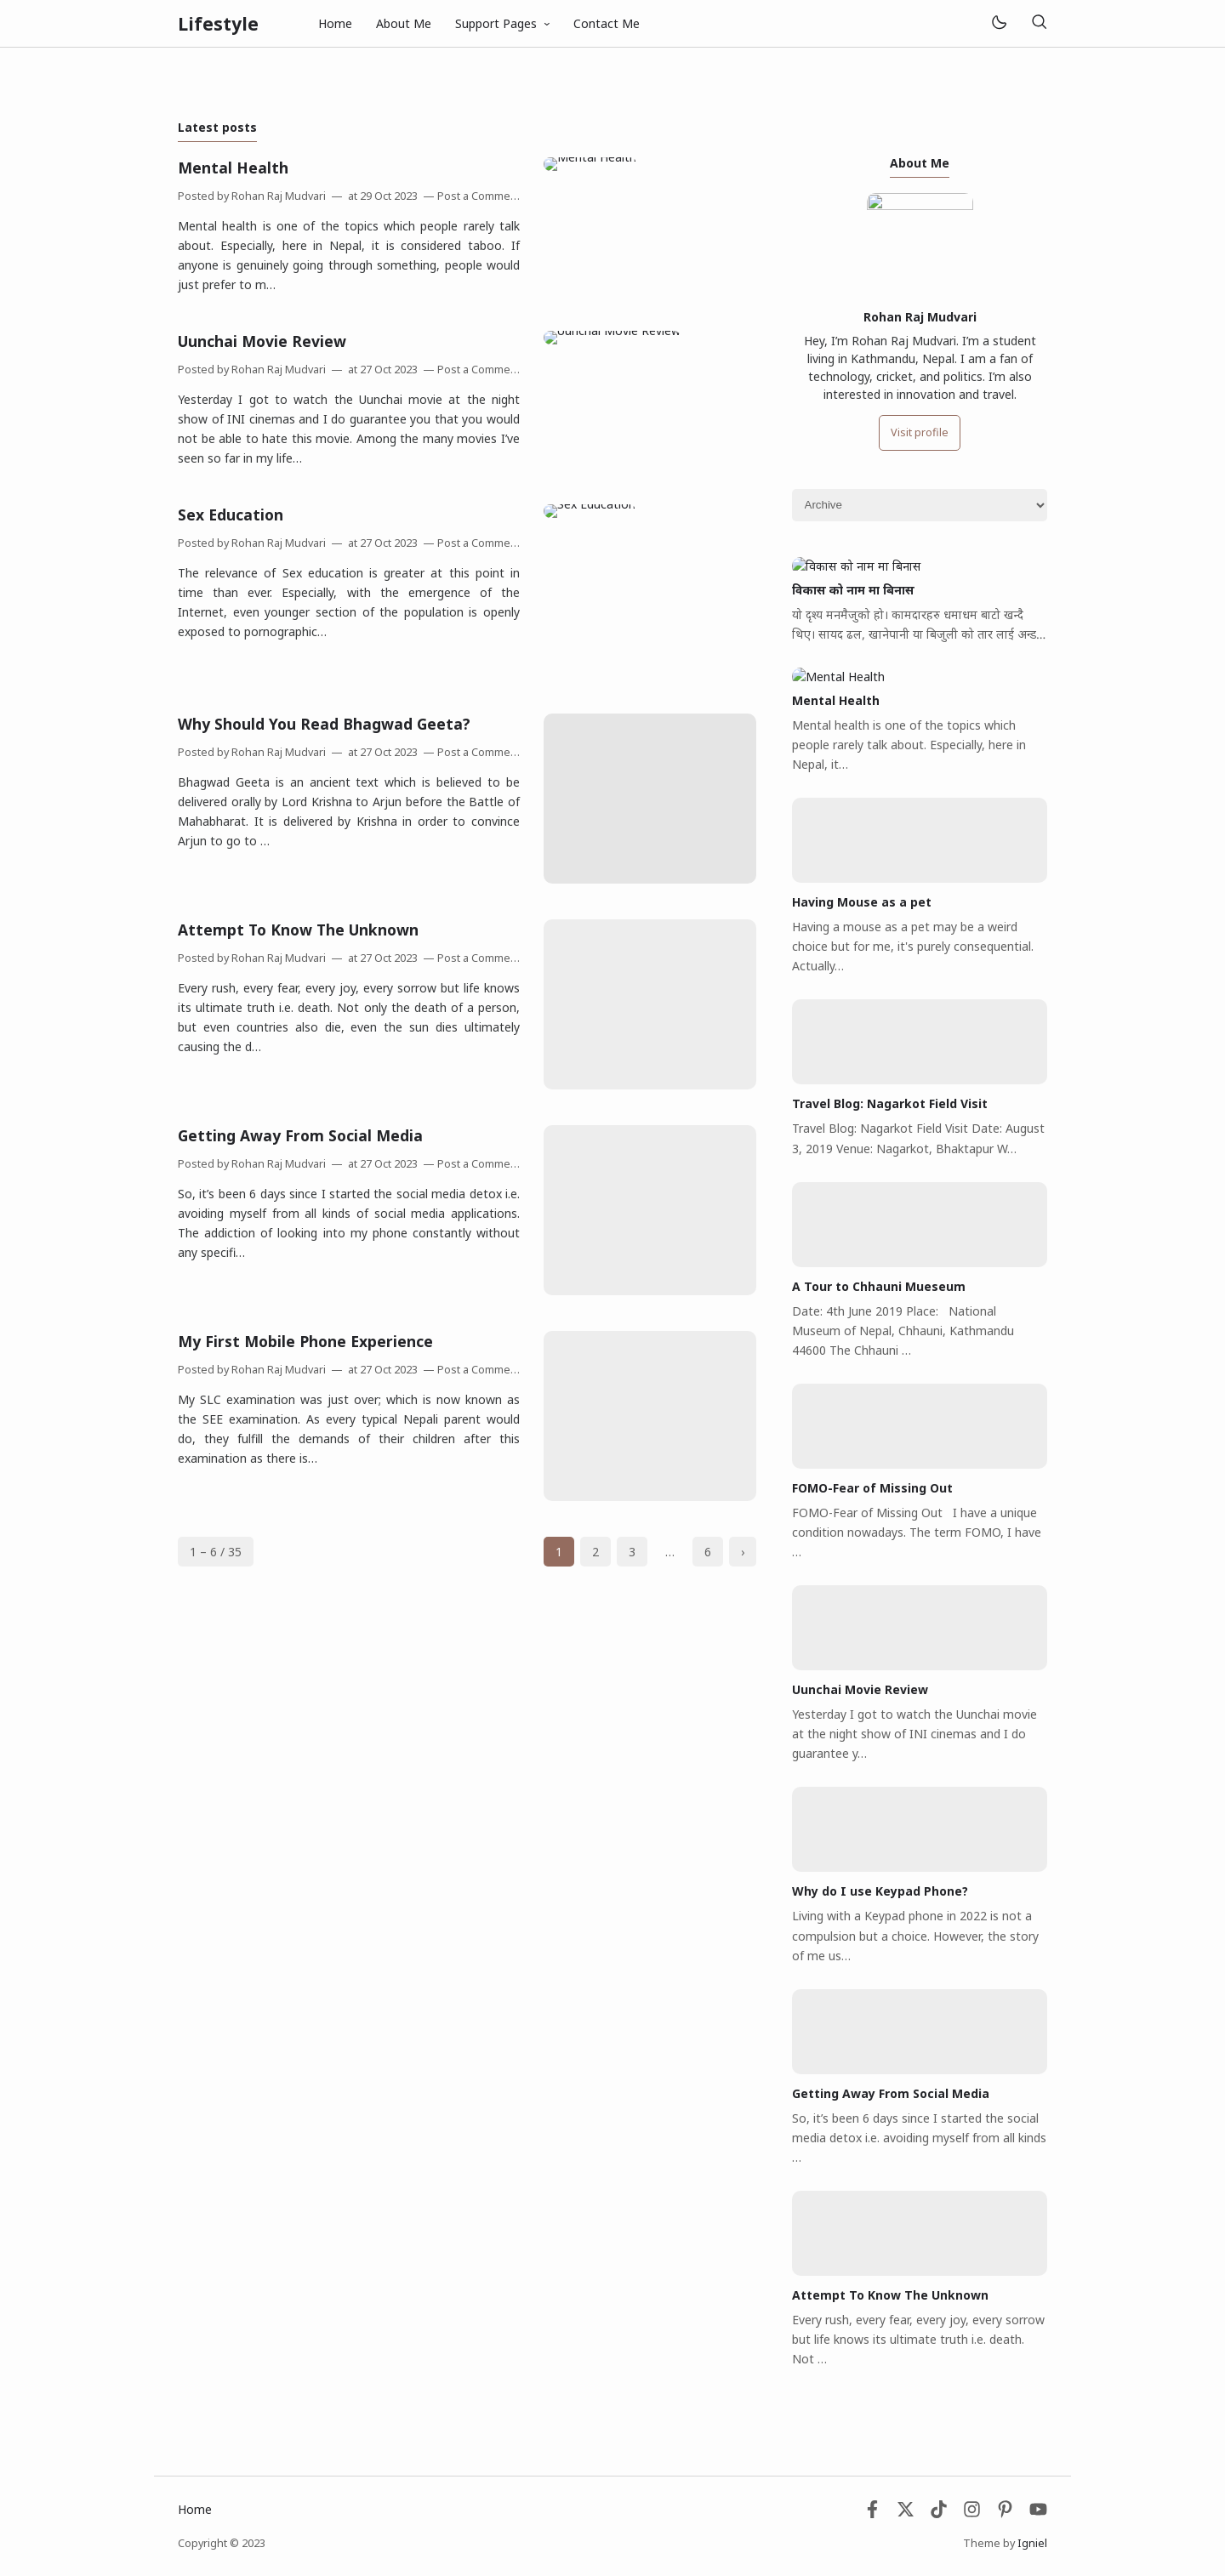 Lifestyle
Home
About Me
Support Pages
Contact Me
Latest posts
Mental Health
Posted by Rohan Raj Mudvari — at 29 Oct 2023 — Post a Comme…
Mental health is one of the topics which people rarely talk
about. Especially, here in Nepal, it is considered taboo. If
anyone is genuinely going through something, people would
just prefer to m…
Mental Health
Uunchai Movie Review
Posted by Rohan Raj Mudvari — at 27 Oct 2023 — Post a Comme…
Yesterday I got to watch the Uunchai movie at the night
show of INI cinemas and I do guarantee you that you would
not be able to hate this movie. Among the many movies I’ve
seen so far in my life…
Uunchai Movie Review
Sex Education
Posted by Rohan Raj Mudvari — at 27 Oct 2023 — Post a Comme…
The relevance of Sex education is greater at this point in
time than ever. Especially, with the emergence of the
Internet, even younger section of the population is openly
exposed to pornographic…
Sex Education
Why Should You Read Bhagwad Geeta?
Posted by Rohan Raj Mudvari — at 27 Oct 2023 — Post a Comme…
Bhagwad Geeta is an ancient text which is believed to be
delivered orally by Lord Krishna to Arjun before the Battle of
Mahabharat. It is delivered by Krishna in order to convince
Arjun to go to …
Attempt To Know The Unknown
Posted by Rohan Raj Mudvari — at 27 Oct 2023 — Post a Comme…
Every rush, every fear, every joy, every sorrow but life knows
its ultimate truth i.e. death. Not only the death of a person,
but even countries also die, even the sun dies ultimately
causing the d…
Getting Away From Social Media
Posted by Rohan Raj Mudvari — at 27 Oct 2023 — Post a Comme…
So, it’s been 6 days since I started the social media detox i.e.
avoiding myself from all kinds of social media applications.
The addiction of looking into my phone constantly without
any specifi…
My First Mobile Phone Experience
Posted by Rohan Raj Mudvari — at 27 Oct 2023 — Post a Comme…
My SLC examination was just over; which is now known as
the SEE examination. As every typical Nepali parent would
do, they fulfill the demands of their children after this
examination as there is…
1 – 6 / 35
1 2 3 … 6 ›
About Me
Rohan Raj Mudvari
Hey, I’m Rohan Raj Mudvari. I’m a student
living in Kathmandu, Nepal. I am a fan of
technology, cricket, and politics. I’m also
interested in innovation and travel.
Visit profile
Archive
विकास को नाम मा बिनास
विकास को नाम मा बिनास
यो दृश्य मनमैजुको हो। कामदारहरु धमाधम बाटो खन्दै
थिए। सायद ढल, खानेपानी या बिजुली को तार लाई अन्ड…
Mental Health
Mental Health
Mental health is one of the topics which
people rarely talk about. Especially, here in
Nepal, it…
Having Mouse as a pet
Having a mouse as a pet may be a weird
choice but for me, it's purely consequential.
Actually…
Travel Blog: Nagarkot Field Visit
Travel Blog: Nagarkot Field Visit Date: August
3, 2019 Venue: Nagarkot, Bhaktapur W…
A Tour to Chhauni Mueseum
Date: 4th June 2019 Place: National
Museum of Nepal, Chhauni, Kathmandu
44600 The Chhauni …
FOMO-Fear of Missing Out
FOMO-Fear of Missing Out I have a unique
condition nowadays. The term FOMO, I have
…
Uunchai Movie Review
Yesterday I got to watch the Uunchai movie
at the night show of INI cinemas and I do
guarantee y…
Why do I use Keypad Phone?
Living with a Keypad phone in 2022 is not a
compulsion but a choice. However, the story
of me us…
Getting Away From Social Media
So, it’s been 6 days since I started the social
media detox i.e. avoiding myself from all kinds
…
Attempt To Know The Unknown
Every rush, every fear, every joy, every sorrow
but life knows its ultimate truth i.e. death.
Not …
Home
Copyright © 2023
Theme by Igniel